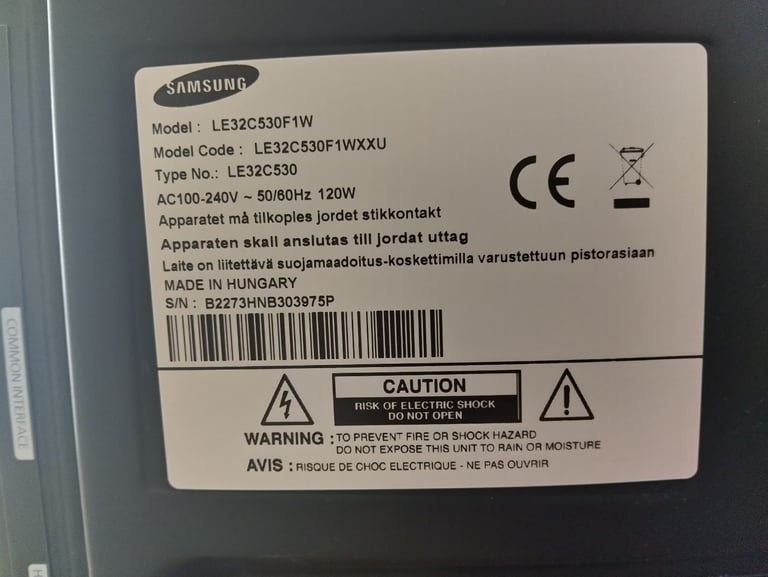 SAMSUNG
Model : LE32C530F1W
Model Code : LE32C530F1WXXU
Type No.: LE32C530
AC100-240V ~ 50/60Hz 120W
Apparatet må tilkoples jordet stikkontakt
Apparaten skall anslutas till jordat uttag
Laite on liitettävä suojamaadoitus-koskettimilla varustettuun pistorasiaan
MADE IN HUNGARY
S/N : B2273HNB303975P
CE
CAUTION
RISK OF ELECTRIC SHOCK
DO NOT OPEN
WARNING : TO PREVENT FIRE OR SHOCK HAZARD
DO NOT EXPOSE THIS UNIT TO RAIN OR MOISTURE
AVIS : RISQUE DE CHOC ELECTRIQUE - NE PAS OUVRIR
COMMON INTERFACE